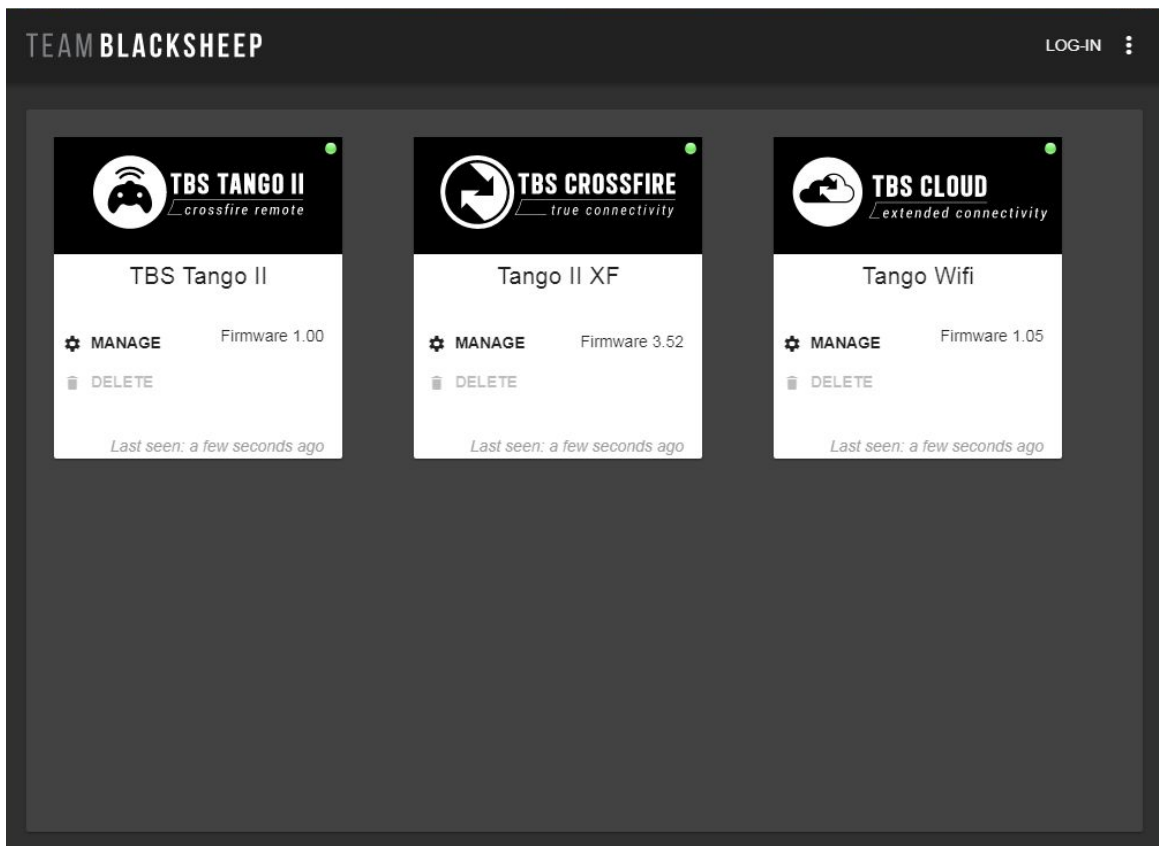 TEAM BLACKSHEEP
LOG-IN
TBS TANGO II
crossfire remote
TBS Tango II
MANAGE
Firmware 1.00
DELETE
Last seen: a few seconds ago
TBS CROSSFIRE
true connectivity
Tango II XF
MANAGE
Firmware 3.52
DELETE
Last seen: a few seconds ago
TBS CLOUD
extended connectivity
Tango Wifi
MANAGE
Firmware 1.05
DELETE
Last seen: a few seconds ago